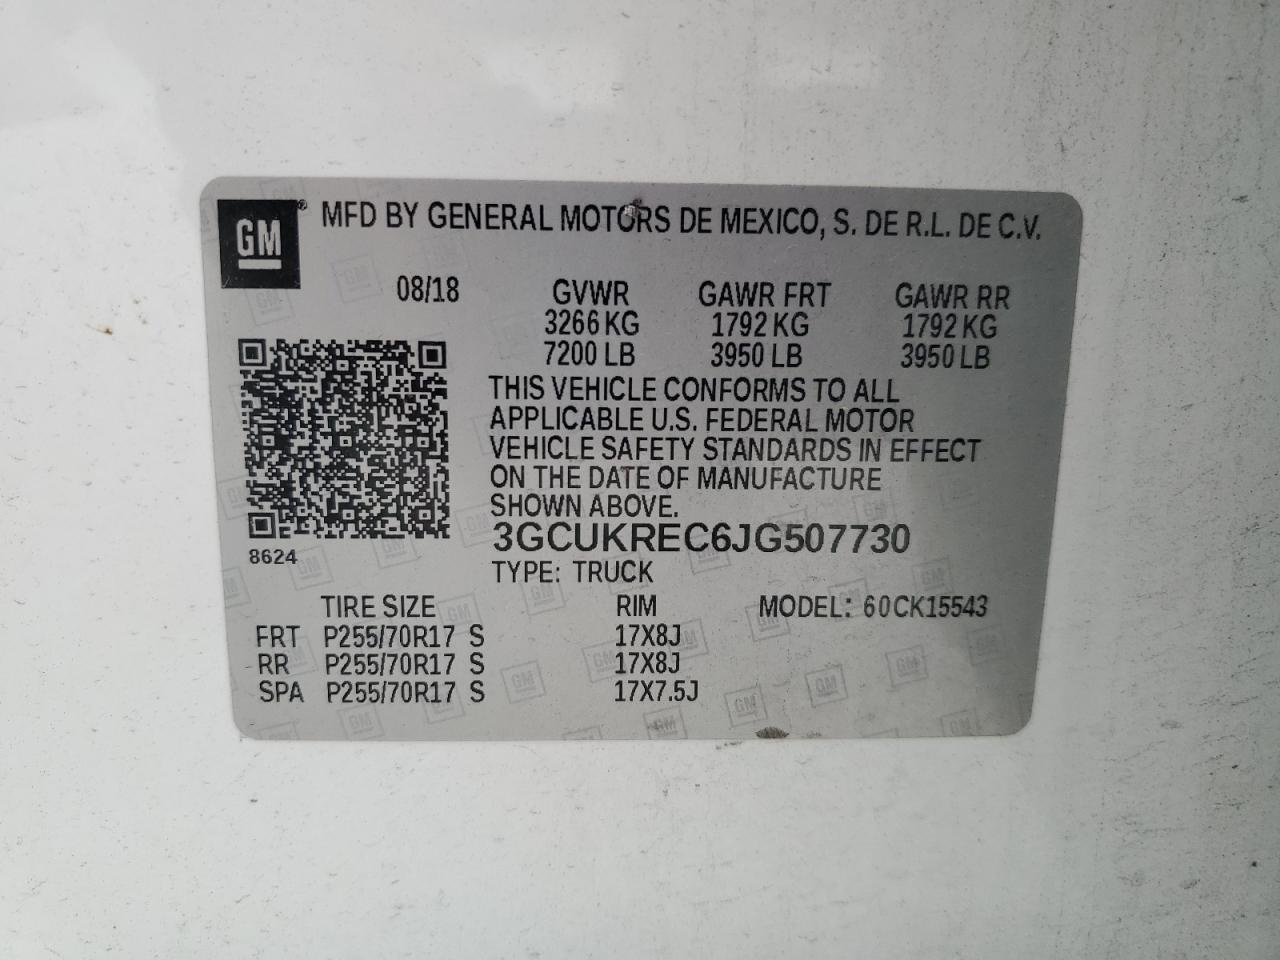 GM ® MFD BY GENERAL MOTORS DE MEXICO, S. DE R.L. DE C.V.
08/18 GVWR GAWR FRT GAWR RR
3266 KG 1792 KG 1792 KG
7200 LB 3950 LB 3950 LB
THIS VEHICLE CONFORMS TO ALL
APPLICABLE U.S. FEDERAL MOTOR
VEHICLE SAFETY STANDARDS IN EFFECT
ON THE DATE OF MANUFACTURE
SHOWN ABOVE.
3GCUKREC6JG507730
8624
TYPE: TRUCK
TIRE SIZE RIM MODEL: 60CK15543
FRT P255/70R17 S 17X8J
RR P255/70R17 S 17X8J
SPA P255/70R17 S 17X7.5J